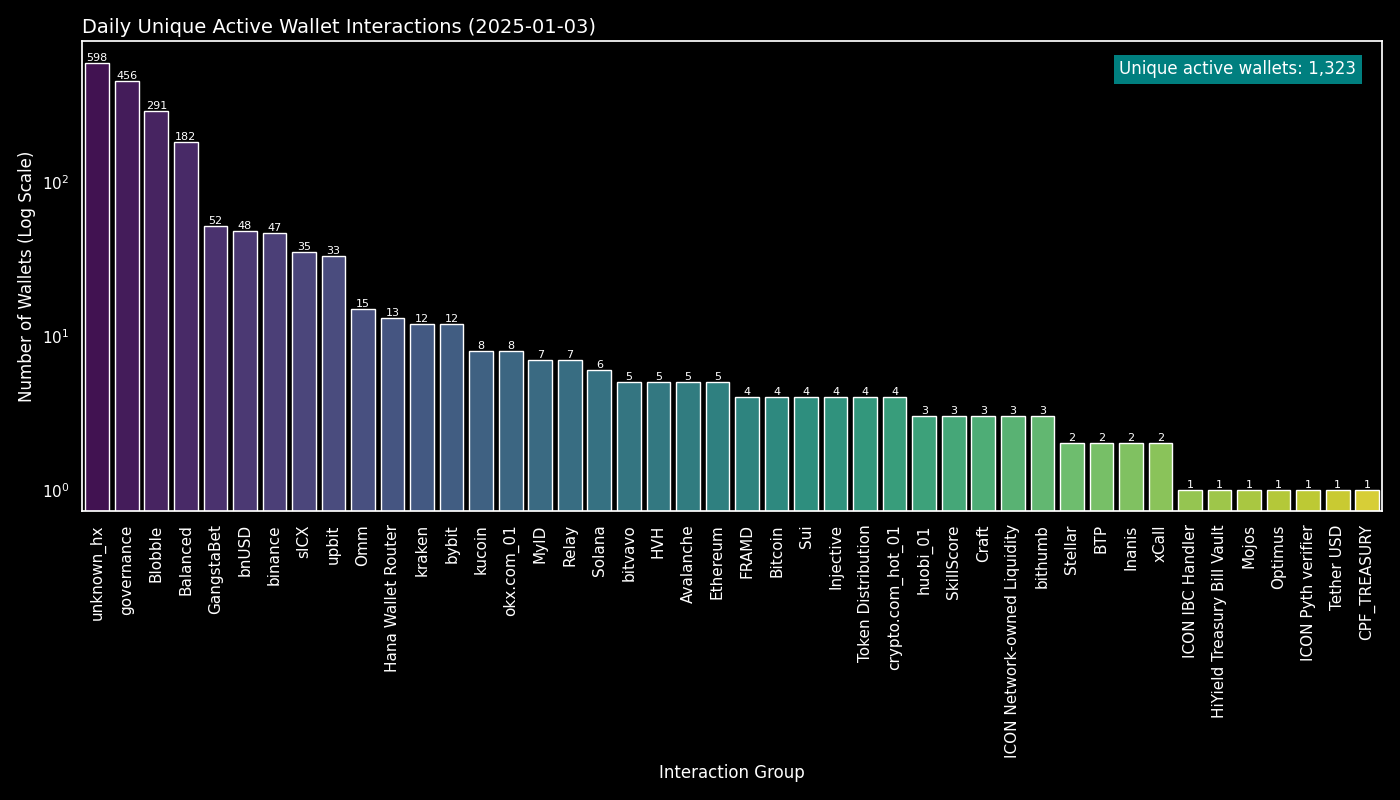 Daily Unique Active Wallet Interactions (2025-01-03)
Unique active wallets: 1,323
Number of Wallets (Log Scale)
10²
10¹
10⁰
598
456
291
182
52
48
47
35
33
15
13
12
12
8
8
7
7
6
5
5
5
5
4
4
4
4
4
4
3
3
3
3
3
2
2
2
2
1
1
1
1
1
1
1
unknown_hx
governance
Blobble
Balanced
GangstaBet
bnUSD
binance
sICX
upbit
Omm
Hana Wallet Router
kraken
bybit
kucoin
okx.com_01
MyID
Relay
Solana
bitvavo
HVH
Avalanche
Ethereum
FRAMD
Bitcoin
Sui
Injective
Token Distribution
crypto.com_hot_01
huobi_01
SkillScore
Craft
ICON Network-owned Liquidity
bithumb
Stellar
BTP
Inanis
xCall
ICON IBC Handler
HiYield Treasury Bill Vault
Mojos
Optimus
ICON Pyth verifier
Tether USD
CPF_TREASURY
Interaction Group